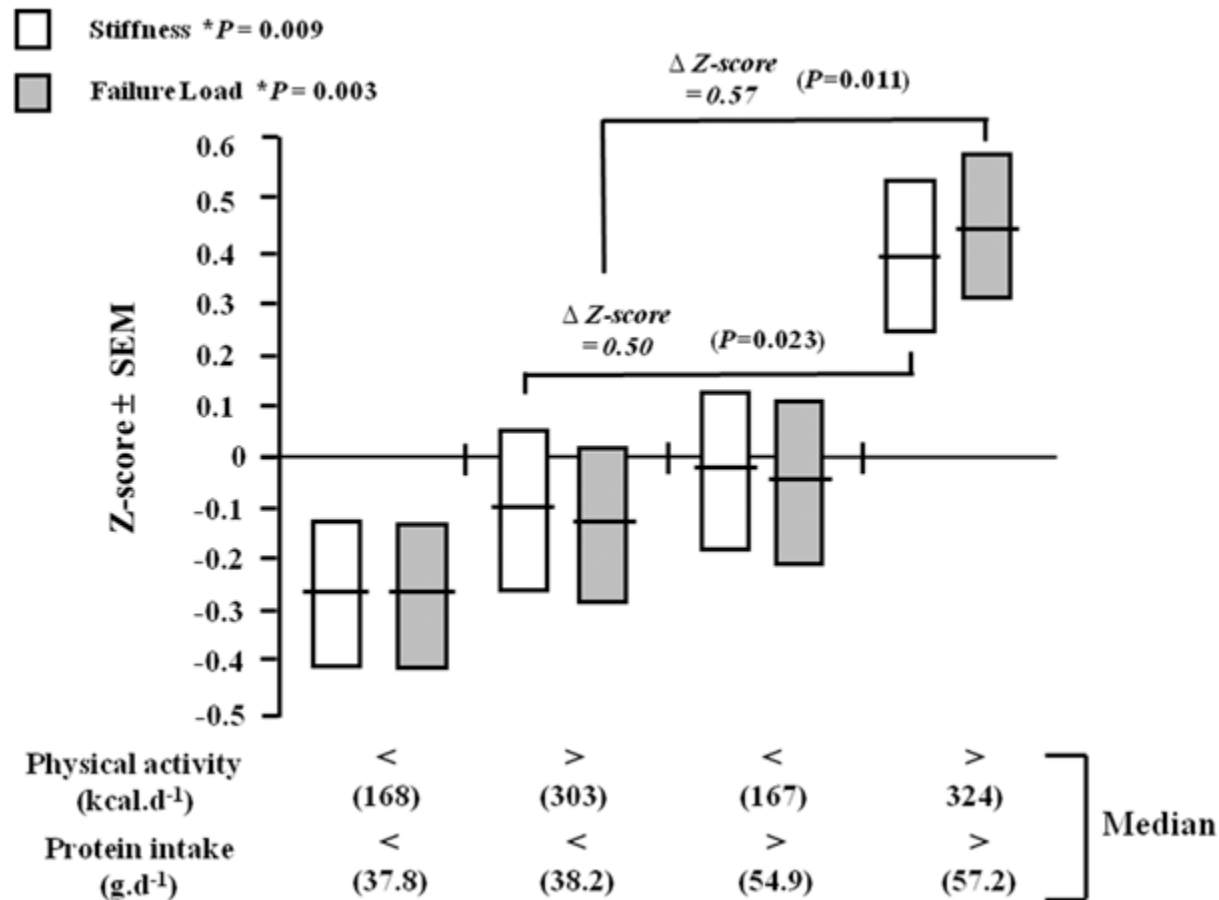 Stiffness *P= 0.009
Failure Load *P= 0.003
Δ Z-score
=0.57
(P=0.011)
0.6
0.5
0.4
0.3
0.2
0.1
0
-0.1
-0.2
-0.3
-0.4
-0.5
Z-score ± SEM
Δ Z-score
=0.50
(P=0.023)
Physical activity < > < >
(kcal.d-1) (168) (303) (167) 324)
Protein intake < < > >
(g.d-1) (37.8) (38.2) (54.9) (57.2)
Median